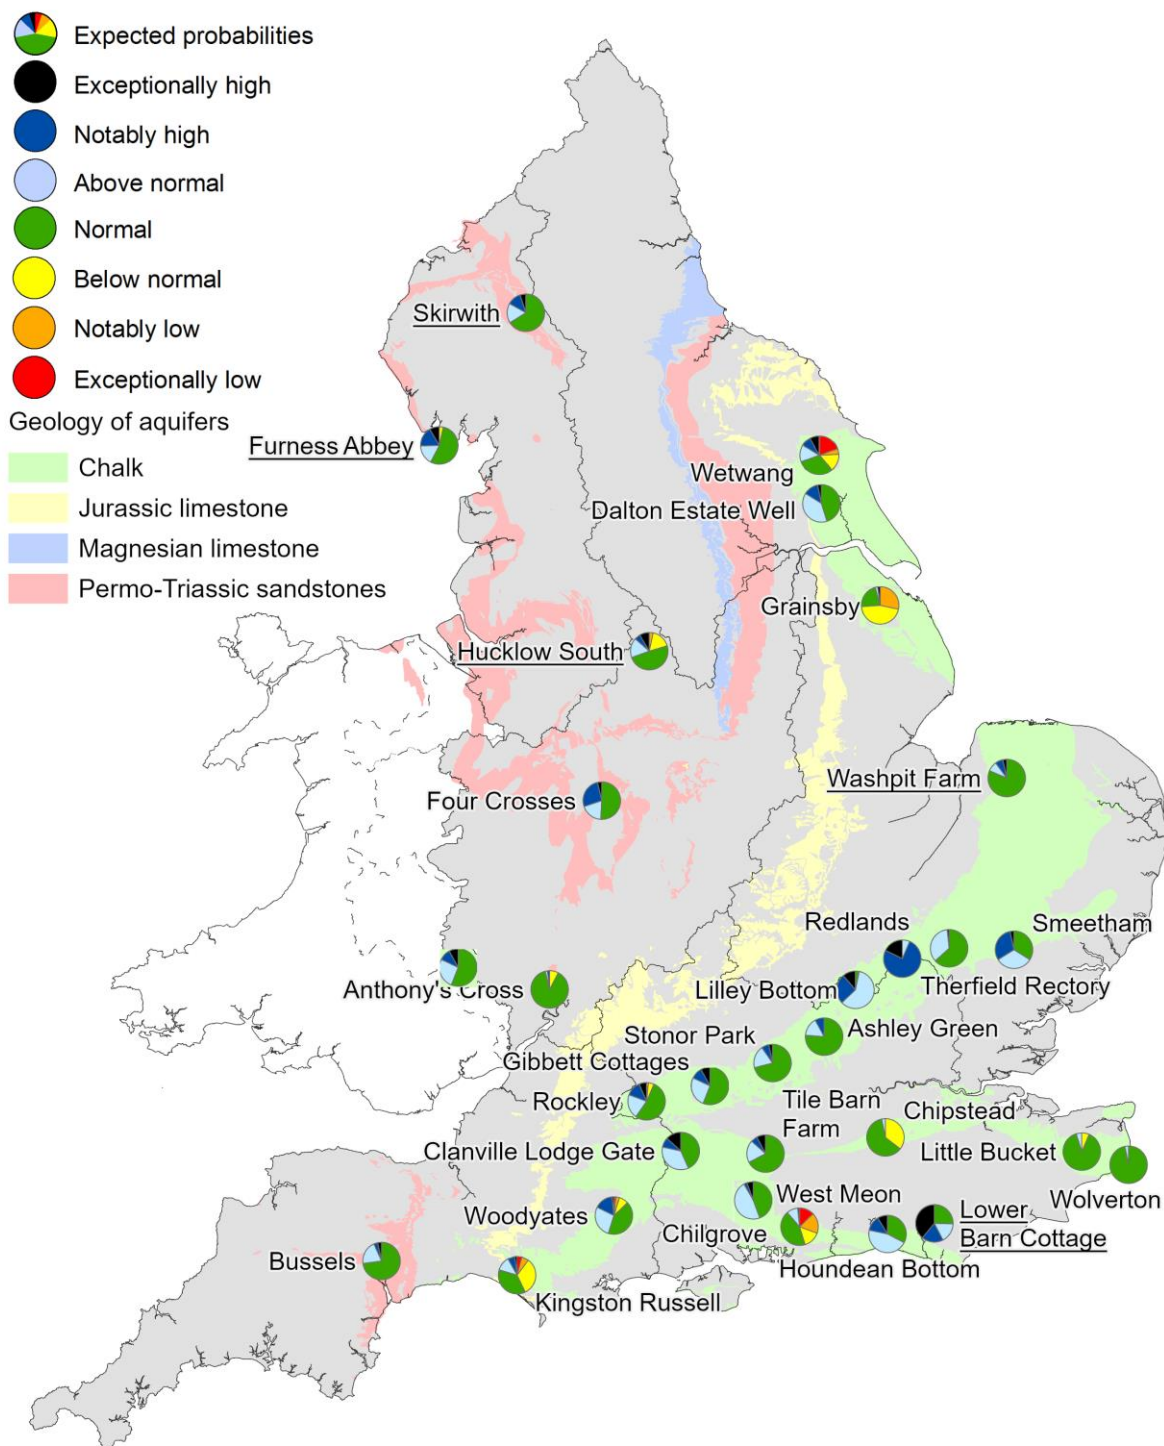 Expected probabilities
Exceptionally high
Notably high
Above normal
Normal
Below normal
Notably low
Exceptionally low
Geology of aquifers
Chalk
Jurassic limestone
Magnesian limestone
Permo-Triassic sandstones
Skirwith
Furness Abbey
Wetwang
Dalton Estate Well
Grainsby
Hucklow South
Washpit Farm
Four Crosses
Redlands
Smeetham
Anthony's Cross
Lilley Bottom
Therfield Rectory
Stonor Park
Ashley Green
Gibbett Cottages
Rockley
Tile Barn
Farm
Chipstead
Clanville Lodge Gate
Little Bucket
Wolverton
West Meon
Woodyates
Chilgrove
Lower
Barn Cottage
Bussels
Houndean Bottom
Kingston Russell